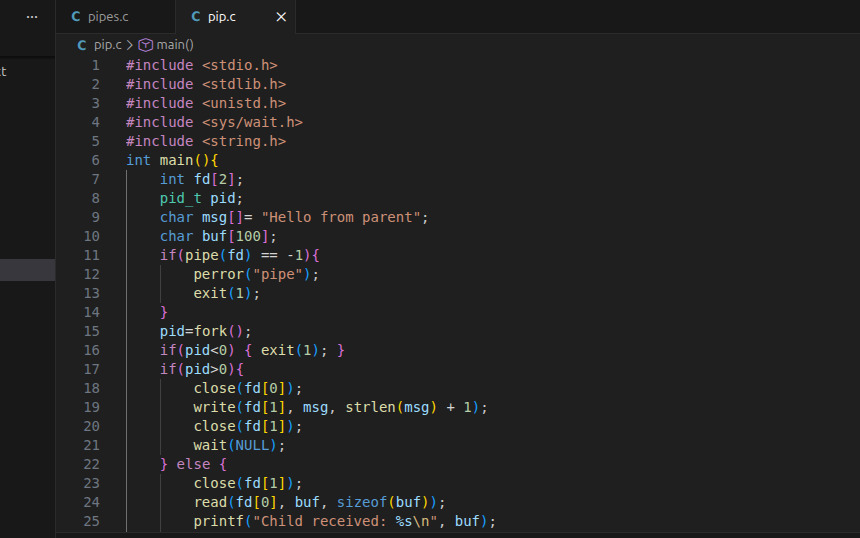 ... pipes.c pip.c ×
t
pip.c > main()
1 #include <stdio.h>
2 #include <stdlib.h>
3 #include <unistd.h>
4 #include <sys/wait.h>
5 #include <string.h>
6 int main(){
7     int fd[2];
8     pid_t pid;
9     char msg[]= "Hello from parent";
10     char buf[100];
11     if(pipe(fd) == -1){
12         perror("pipe");
13         exit(1);
14     }
15     pid=fork();
16     if(pid<0) { exit(1); }
17     if(pid>0){
18         close(fd[0]);
19         write(fd[1], msg, strlen(msg) + 1);
20         close(fd[1]);
21         wait(NULL);
22     } else {
23         close(fd[1]);
24         read(fd[0], buf, sizeof(buf));
25         printf("Child received: %s\n", buf);